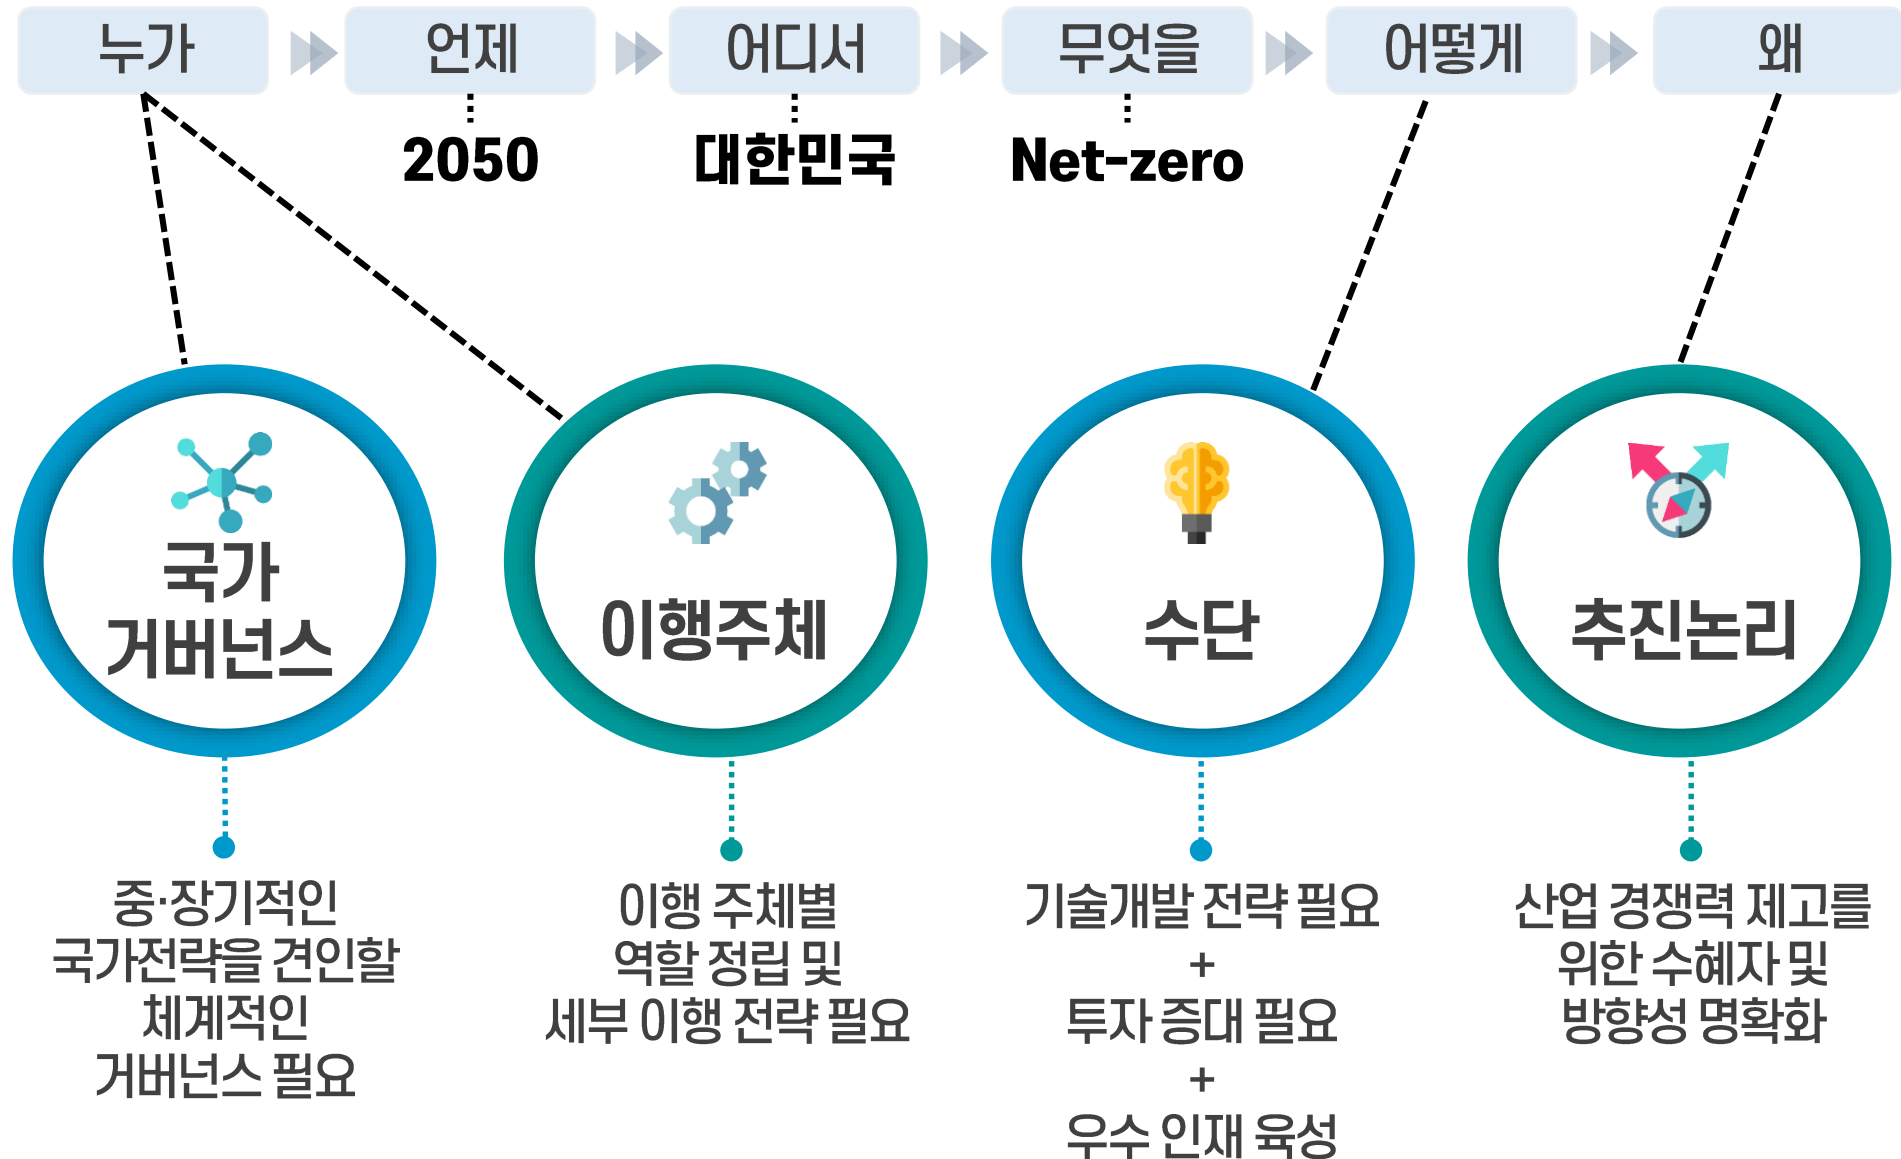 누가
언제
어디서
무엇을
어떻게
왜
2050
대한민국
Net-zero
국가
거버넌스
이행주체
수단
추진논리
중·장기적인
국가전략을 견인할
체계적인
거버넌스 필요
이행 주체별
역할 정립 및
세부 이행 전략 필요
기술개발 전략 필요
+
투자 증대 필요
+
우수 인재 육성
산업 경쟁력 제고를
위한 수혜자 및
방향성 명확화